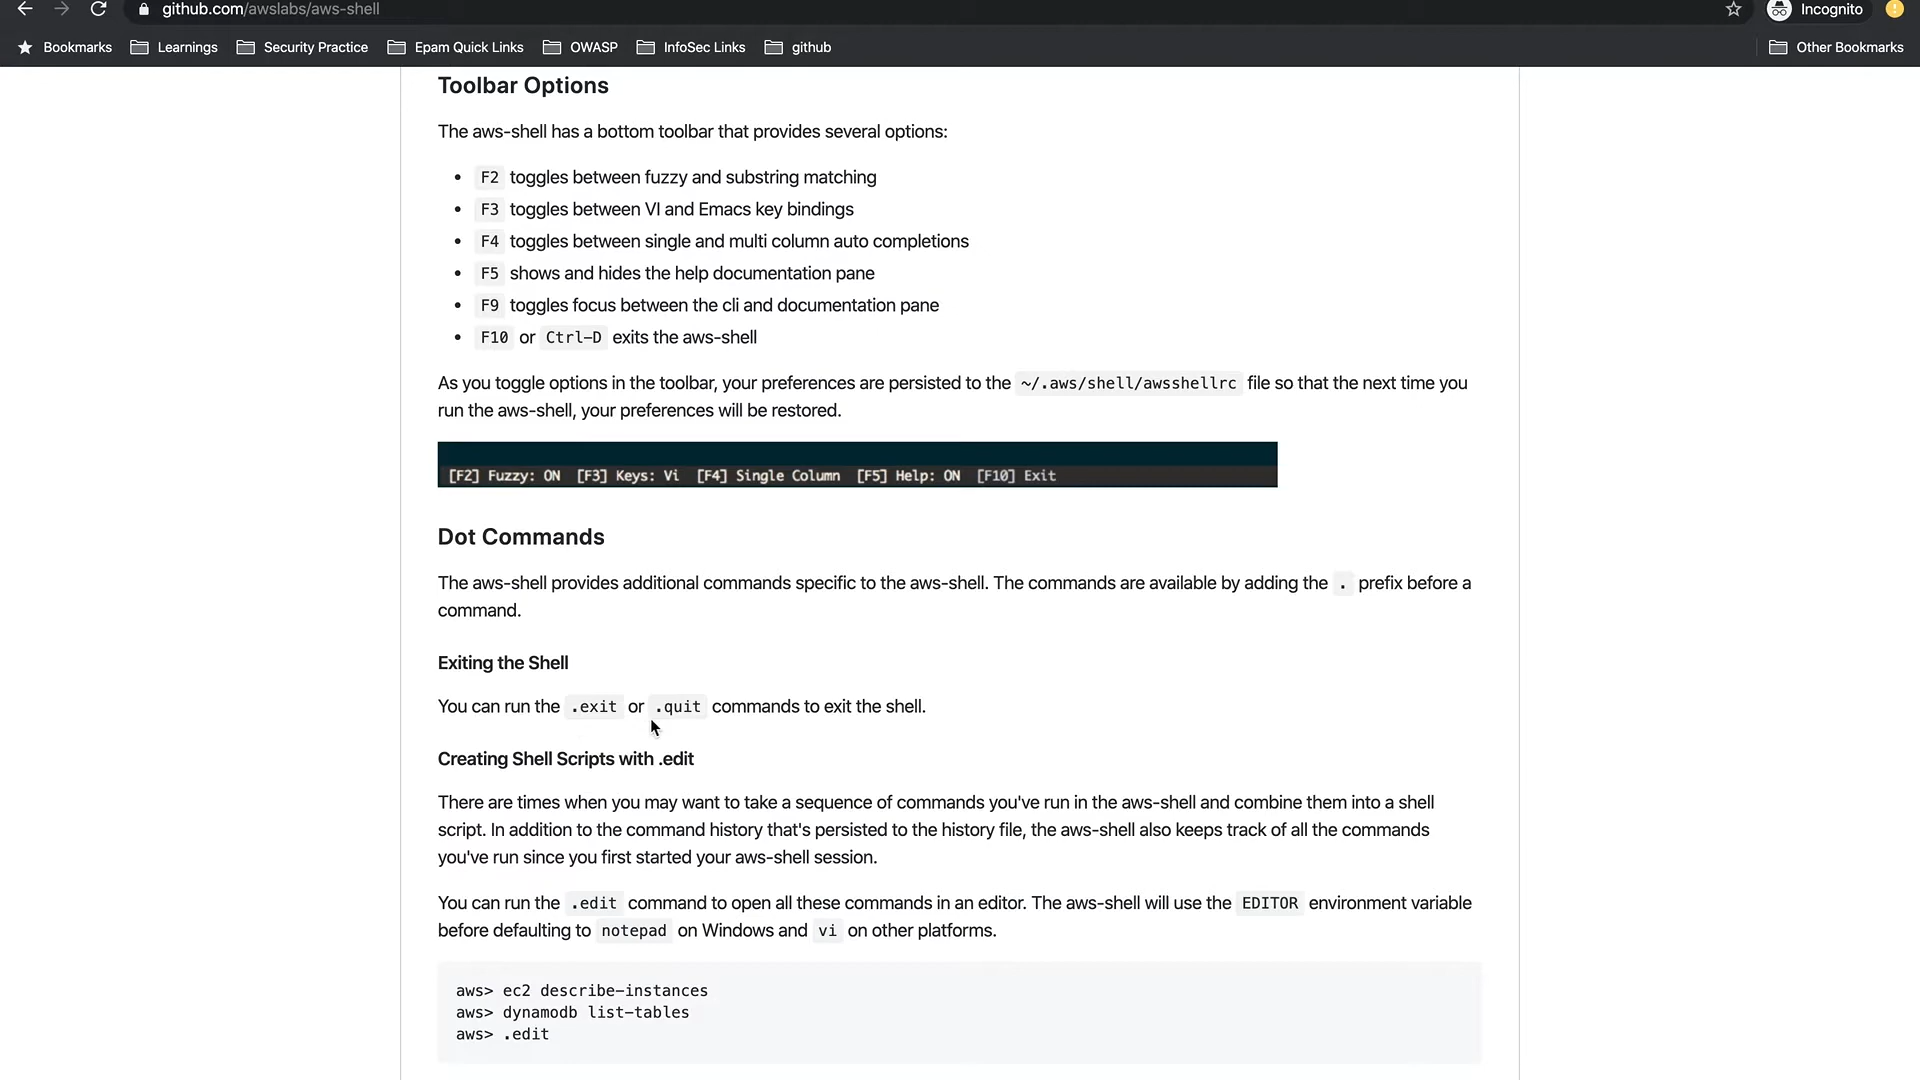 github.com/awslabs/aws-shell
Incognito
Bookmarks Learnings Security Practice Epam Quick Links OWASP InfoSec Links github Other Bookmarks
Toolbar Options
The aws-shell has a bottom toolbar that provides several options:
• F2 toggles between fuzzy and substring matching
• F3 toggles between VI and Emacs key bindings
• F4 toggles between single and multi column auto completions
• F5 shows and hides the help documentation pane
• F9 toggles focus between the cli and documentation pane
• F10 or Ctrl-D exits the aws-shell
As you toggle options in the toolbar, your preferences are persisted to the ~/.aws/shell/awsshellrc file so that the next time you
run the aws-shell, your preferences will be restored.
[F2] Fuzzy: ON [F3] Keys: Vi [F4] Single Column [F5] Help: ON [F10] Exit
Dot Commands
The aws-shell provides additional commands specific to the aws-shell. The commands are available by adding the . prefix before a
command.
Exiting the Shell
You can run the .exit or .quit commands to exit the shell.
Creating Shell Scripts with .edit
There are times when you may want to take a sequence of commands you've run in the aws-shell and combine them into a shell
script. In addition to the command history that's persisted to the history file, the aws-shell also keeps track of all the commands
you've run since you first started your aws-shell session.
You can run the .edit command to open all these commands in an editor. The aws-shell will use the EDITOR environment variable
before defaulting to notepad on Windows and vi on other platforms.
aws> ec2 describe-instances
aws> dynamodb list-tables
aws> .edit